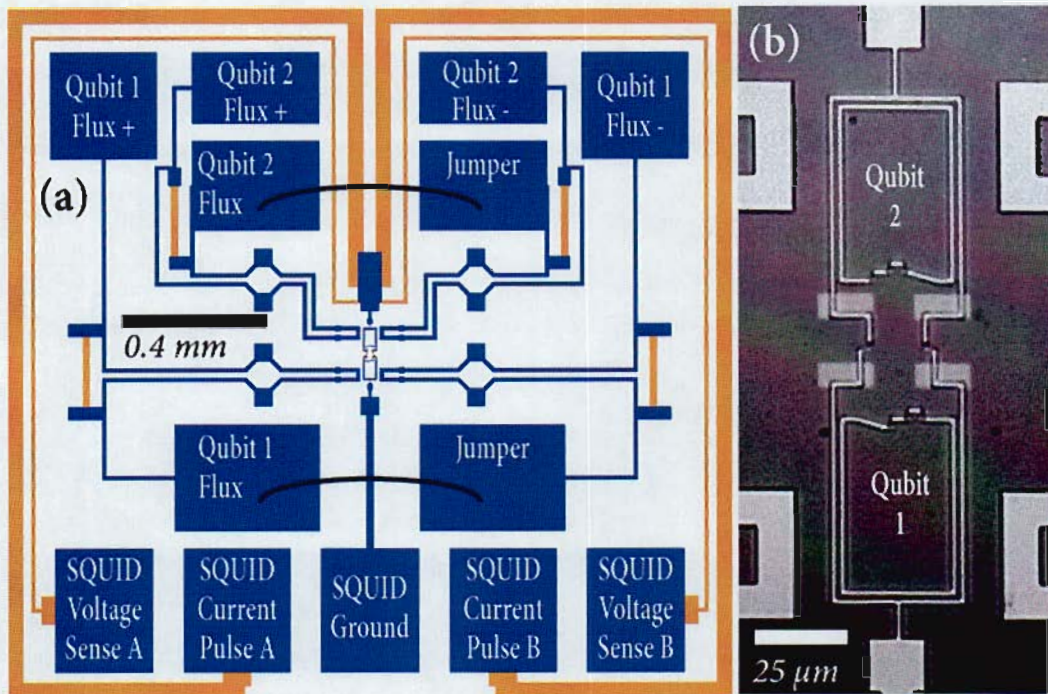 Qubit 1
Flux +
Qubit 2
Flux +
Qubit 2
Flux -
Qubit 1
Flux -
(a)
Qubit 2
Flux
Jumper
0.4 mm
Qubit 1
Flux
Jumper
SQUID
Voltage
Sense A
SQUID
Current
Pulse A
SQUID
Ground
SQUID
Current
Pulse B
SQUID
Voltage
Sense B
(b)
Qubit
2
Qubit
1
25 μm